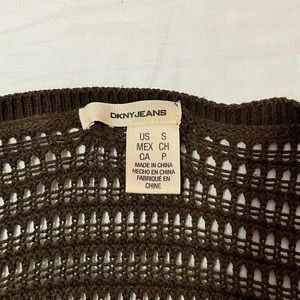 DKNYJEANS
US S
MEX CH
CA P
MADE IN CHINA
HECHO EN CHINA
FABRIQUÉ EN
CHINE